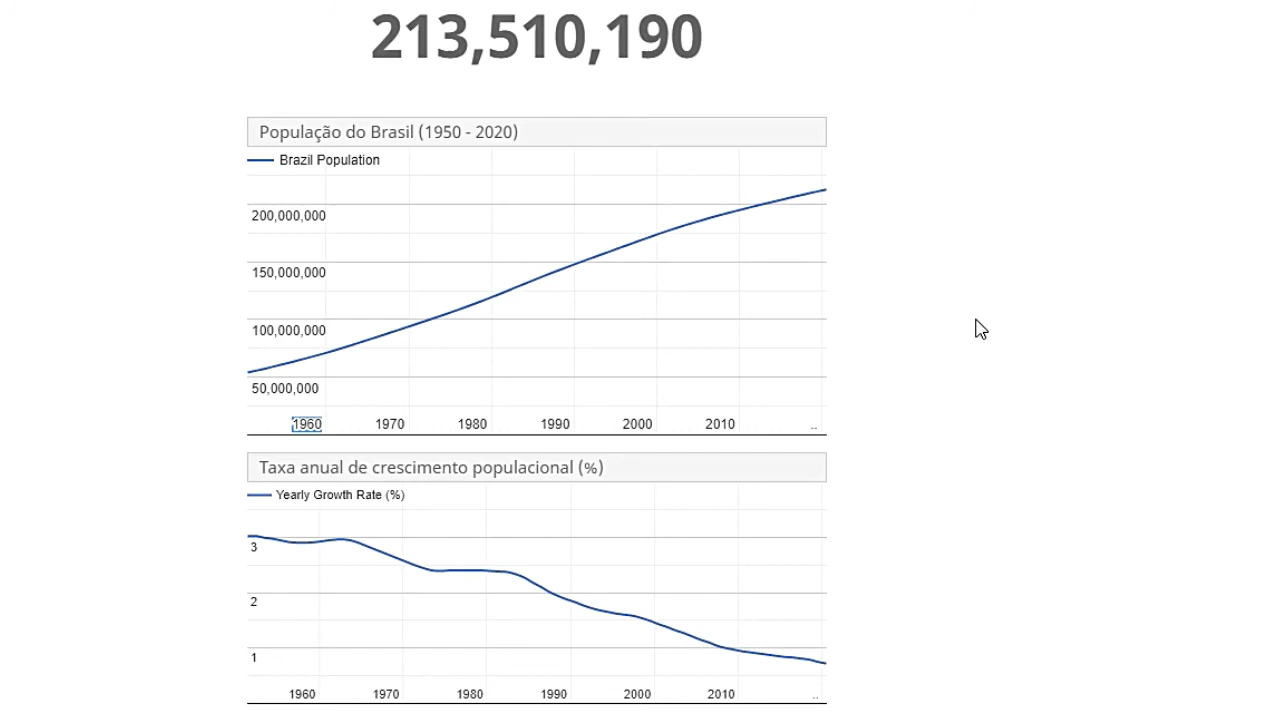 213,510,190
População do Brasil (1950 - 2020)
Brazil Population
200,000,000
150,000,000
100,000,000
50,000,000
1960 1970 1980 1990 2000 2010 ..
Taxa anual de crescimento populacional (%)
Yearly Growth Rate (%)
3
2
1
1960 1970 1980 1990 2000 2010 ..